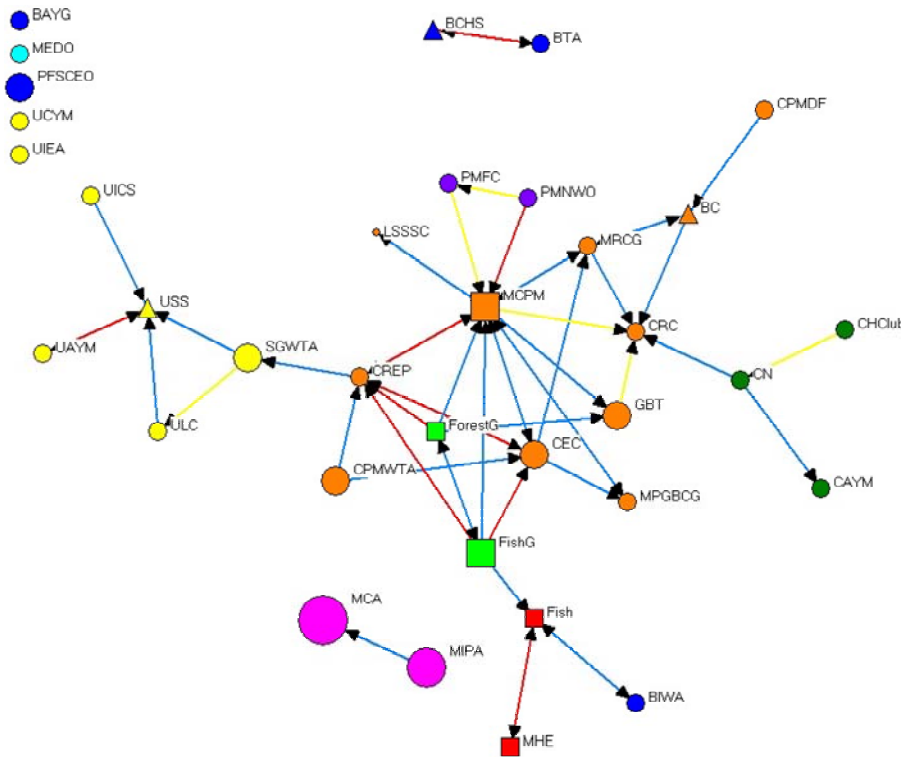 BAYG
BCHS
BTA
MEDO
PFSCEO
CPMDF
UCYM
UIEA
PMFC
PMNWO
UICS
BC
LSSSC
MRCG
MCPM
USS
CRC
CHClub
UAYM
SGWTA
CREP
CN
GBT
ULC
ForestG
CEC
CPMWTA
CAYM
MPGBCG
FishG
MCA
Fish
MIPA
BIWA
MHE